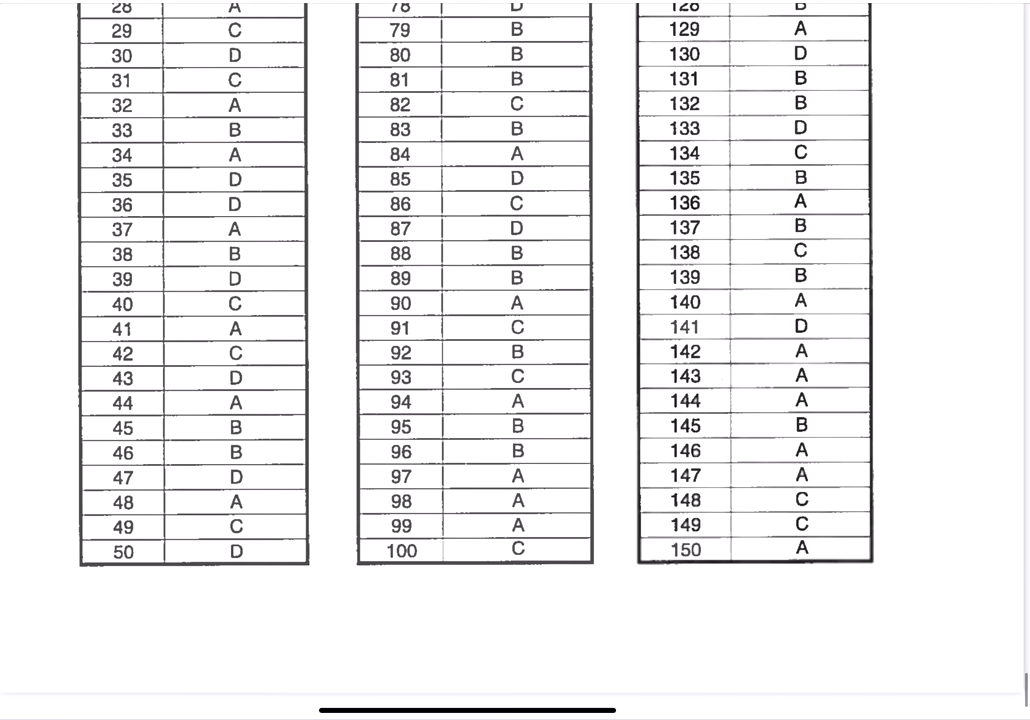 28 A
29 C
30 D
31 C
32 A
33 B
34 A
35 D
36 D
37 A
38 B
39 D
40 C
41 A
42 C
43 D
44 A
45 B
46 B
47 D
48 A
49 C
50 D
78
79 B
80 B
81 B
82 C
83 B
84 A
85 D
86 C
87 D
88 B
89 B
90 A
91 C
92 B
93 C
94 A
95 B
96 B
97 A
98 A
99 A
100 C
128
129 A
130 D
131 B
132 B
133 D
134 C
135 B
136 A
137 B
138 C
139 B
140 A
141 D
142 A
143 A
144 A
145 B
146 A
147 A
148 C
149 C
150 A